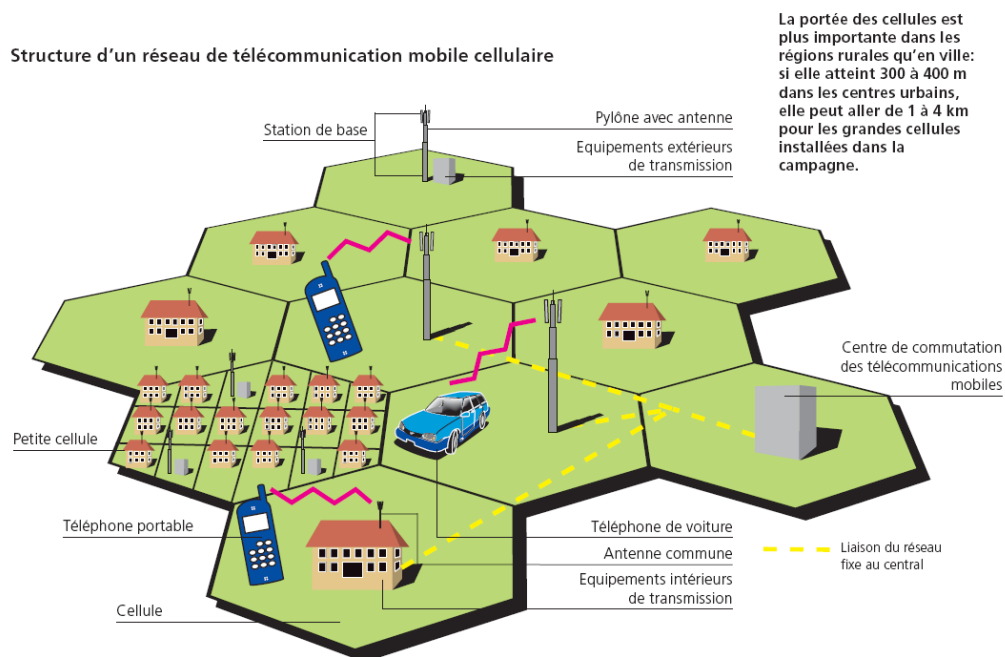 Structure d'un réseau de télécommunication mobile cellulaire
La portée des cellules est
plus importante dans les
régions rurales qu'en ville:
si elle atteint 300 à 400 m
dans les centres urbains,
elle peut aller de 1 à 4 km
pour les grandes cellules
installées dans la
campagne.
Station de base
Pylône avec antenne
Equipements extérieurs
de transmission
Centre de commutation
des télécommunications
mobiles
Petite cellule
Téléphone portable
Téléphone de voiture
Antenne commune
Equipements intérieurs
de transmission
Cellule
Liaison du réseau
fixe au central